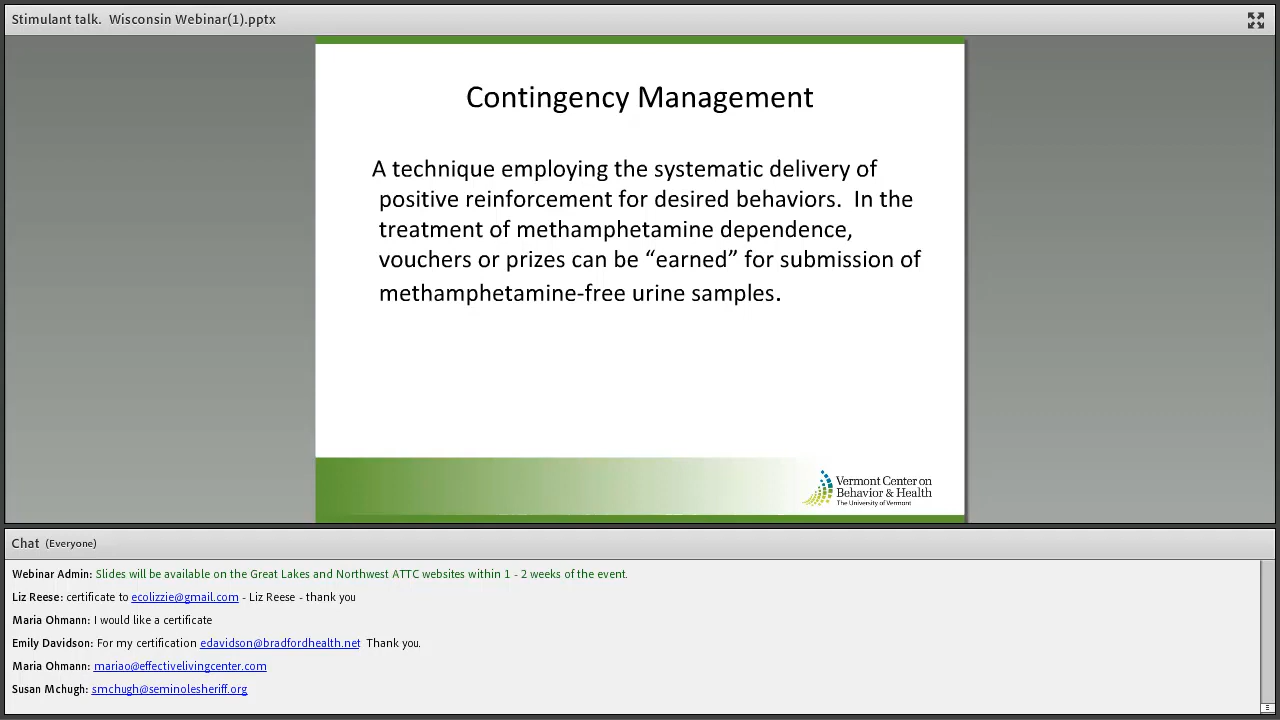 Stimulant talk.  Wisconsin Webinar(1).pptx
Contingency Management
A technique employing the systematic delivery of
positive reinforcement for desired behaviors.  In the
treatment of methamphetamine dependence,
vouchers or prizes can be “earned” for submission of
methamphetamine-free urine samples.
Vermont Center on
Behavior & Health
The University of Vermont
Chat (Everyone)
Webinar Admin: Slides will be available on the Great Lakes and Northwest ATTC websites within 1 - 2 weeks of the event.
Liz Reese: certificate to ecolizzie@gmail.com - Liz Reese - thank you
Maria Ohmann: I would like a certificate
Emily Davidson: For my certification edavidson@bradfordhealth.net  Thank you.
Maria Ohmann: mariao@effectivelivingcenter.com
Susan Mchugh: smchugh@seminolesheriff.org